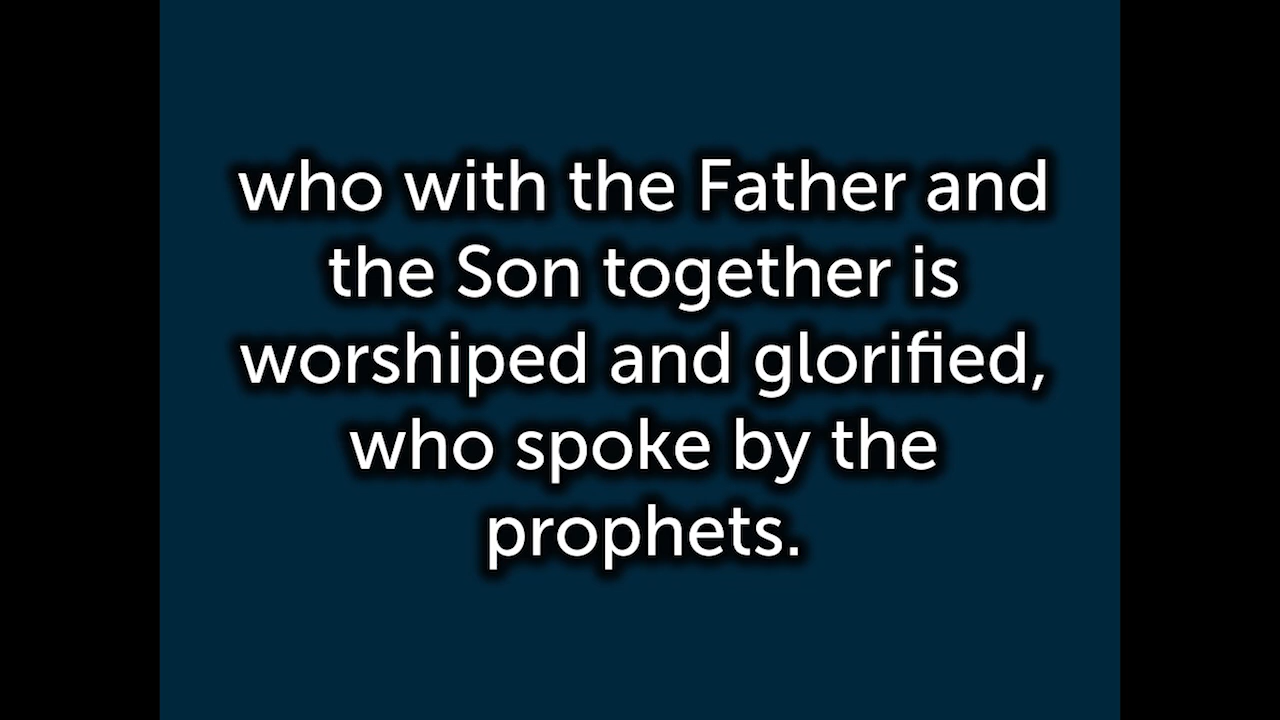 who with the Father and
the Son together is
worshiped and glorified,
who spoke by the
prophets.